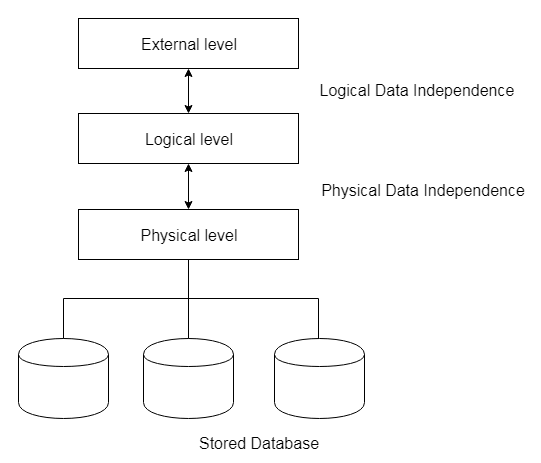 External level
Logical Data Independence
Logical level
Physical Data Independence
Physical level
Stored Database